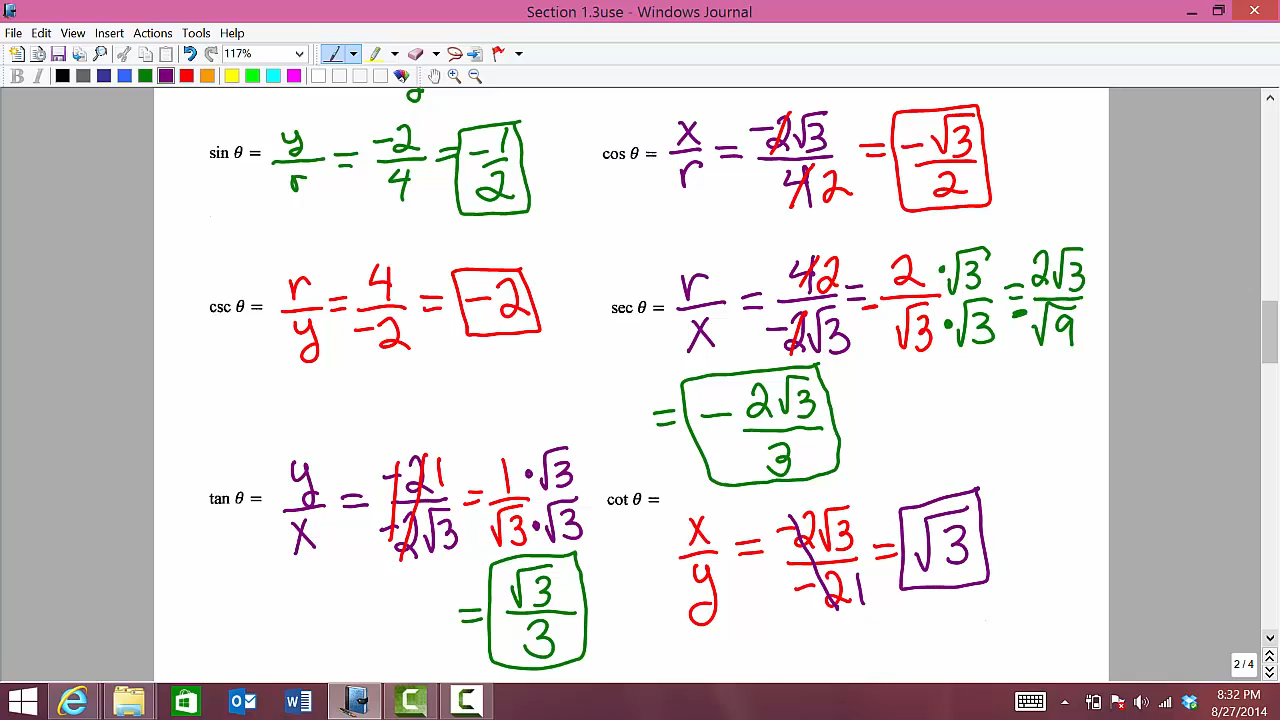 Section 1.3use - Windows Journal
File Edit View Insert Actions Tools Help
117%
B I
sin θ = y/r = -2/4 = -1/2
cos θ = x/r = -2√3/4 2 = -√3/2
csc θ = r/y = 4/-2 = -2
sec θ = r/x = 4 2/-2√3 = -2/√3 · √3/√3 = -2√3/√9
= -2√3/3
tan θ = y/x = -2 1/-2√3 = 1/√3 · √3/√3
= √3/3
cot θ =
x/y = -2√3/-2 1 = √3
2 / 4
8:32 PM
8/27/2014